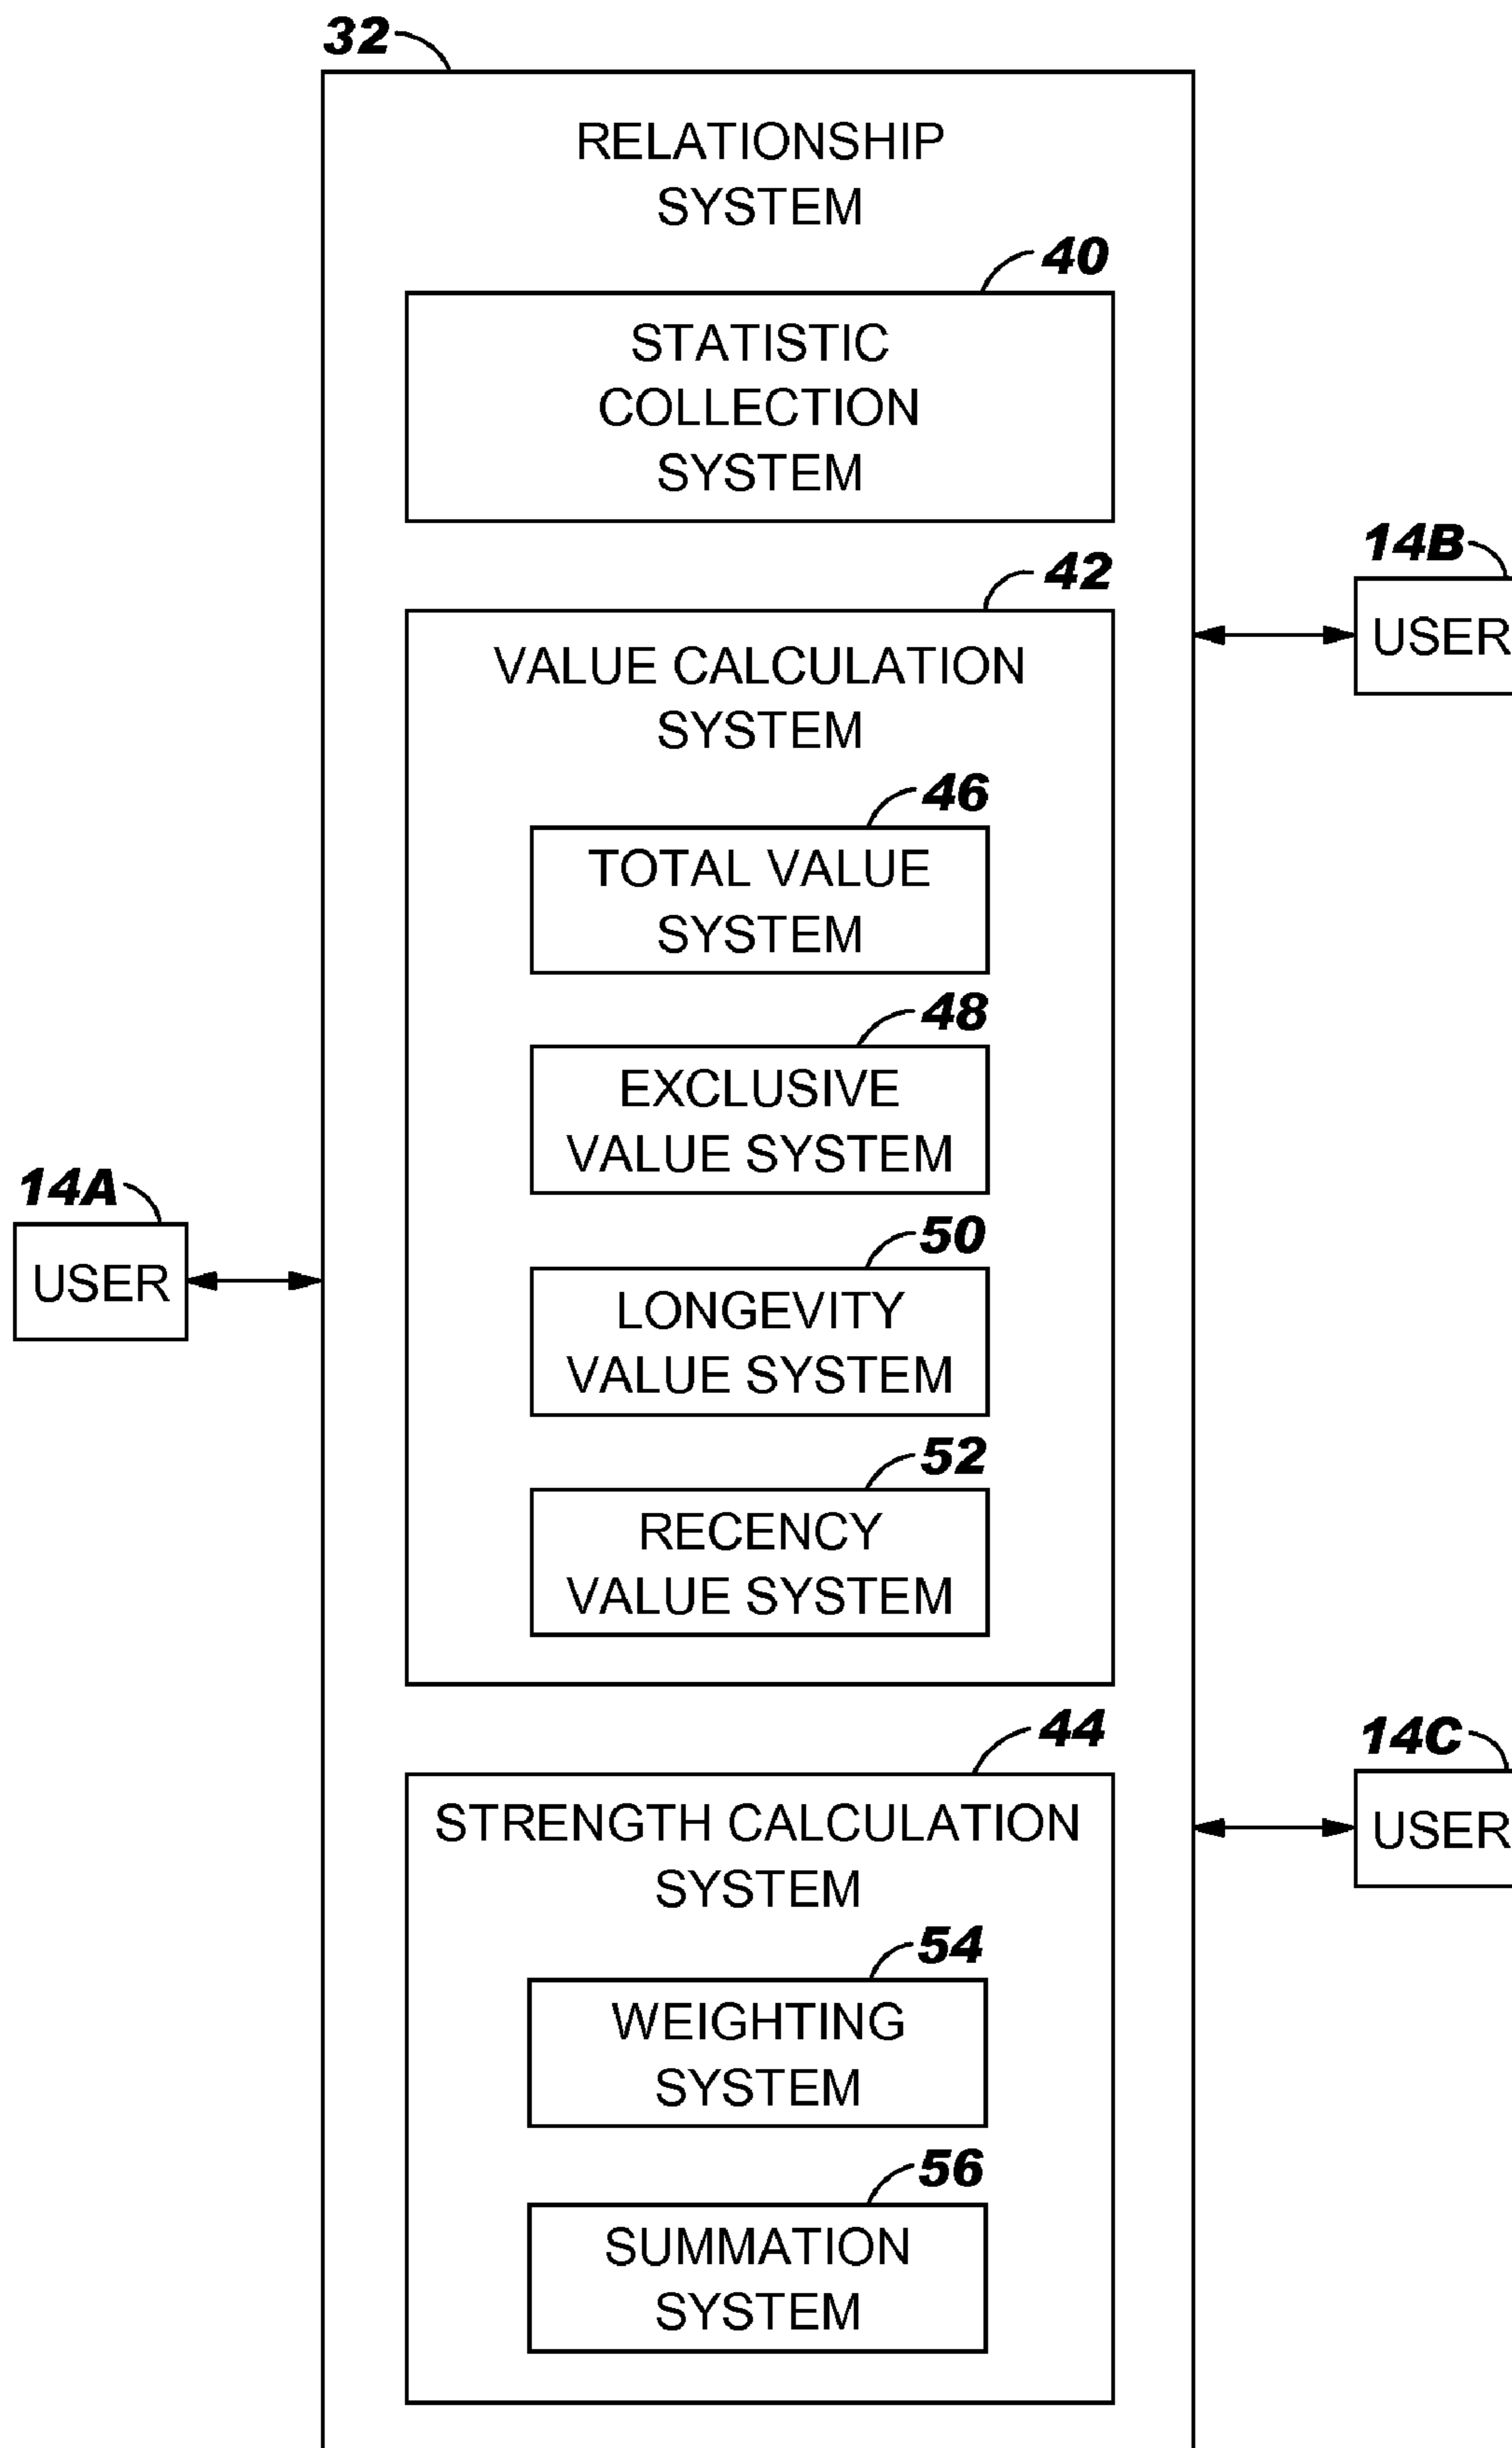 32
RELATIONSHIP
SYSTEM
40
STATISTIC
COLLECTION
SYSTEM
42
VALUE CALCULATION
SYSTEM
46
TOTAL VALUE
SYSTEM
48
EXCLUSIVE
VALUE SYSTEM
50
LONGEVITY
VALUE SYSTEM
52
RECENCY
VALUE SYSTEM
44
STRENGTH CALCULATION
SYSTEM
54
WEIGHTING
SYSTEM
56
SUMMATION
SYSTEM
14A
USER
14B
USER
14C
USER